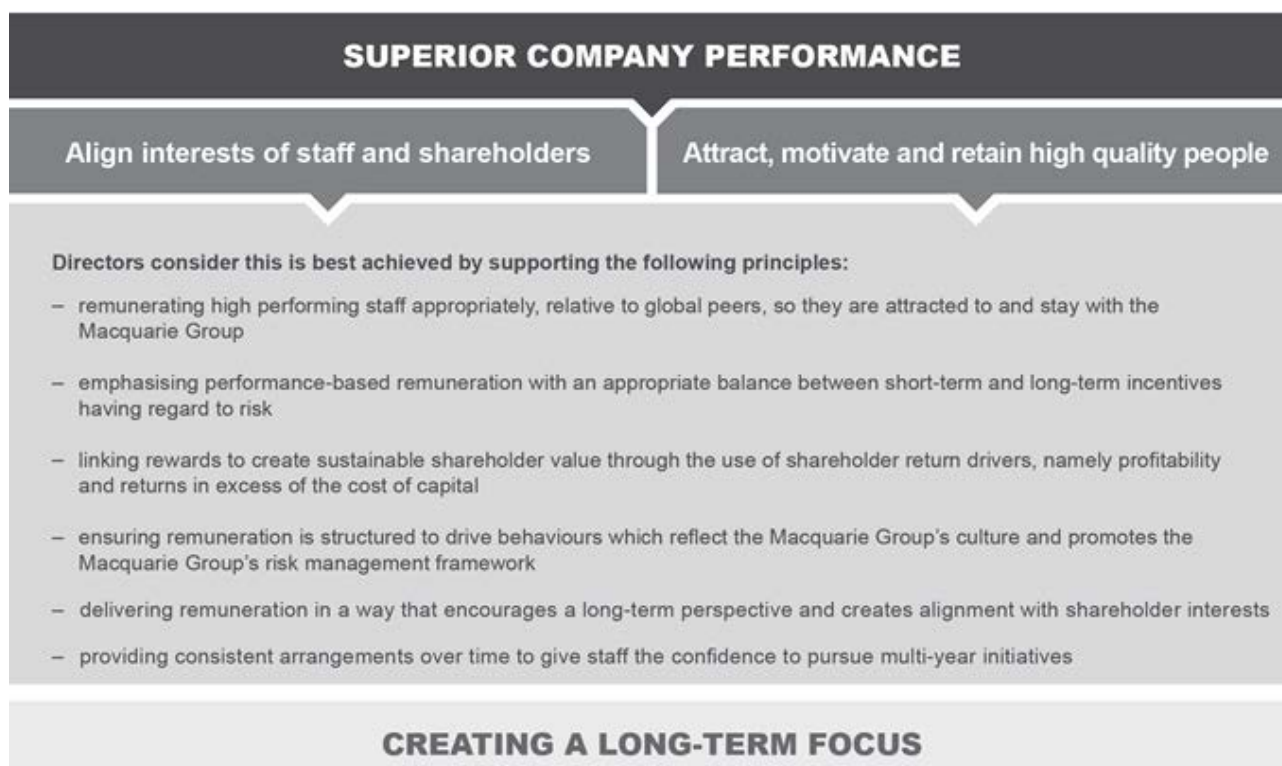 SUPERIOR COMPANY PERFORMANCE
Align interests of staff and shareholders
Attract, motivate and retain high quality people
Directors consider this is best achieved by supporting the following principles:
– remunerating high performing staff appropriately, relative to global peers, so they are attracted to and stay with the
Macquarie Group
– emphasising performance-based remuneration with an appropriate balance between short-term and long-term incentives
having regard to risk
– linking rewards to create sustainable shareholder value through the use of shareholder return drivers, namely profitability
and returns in excess of the cost of capital
– ensuring remuneration is structured to drive behaviours which reflect the Macquarie Group's culture and promotes the
Macquarie Group's risk management framework
– delivering remuneration in a way that encourages a long-term perspective and creates alignment with shareholder interests
– providing consistent arrangements over time to give staff the confidence to pursue multi-year initiatives
CREATING A LONG-TERM FOCUS